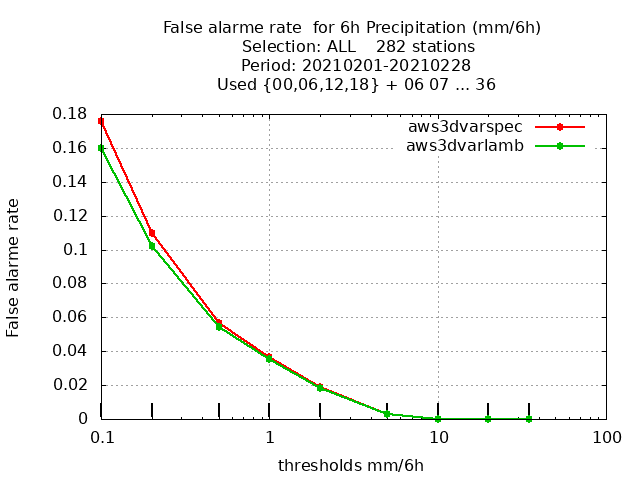 False alarme rate  for 6h Precipitation (mm/6h)
Selection: ALL    282 stations
Period: 20210201-20210228
Used {00,06,12,18} + 06 07 ... 36
aws3dvarspec
aws3dvarlamb
False alarme rate
0.18
0.16
0.14
0.12
0.1
0.08
0.06
0.04
0.02
0
0.1
1
10
100
thresholds mm/6h